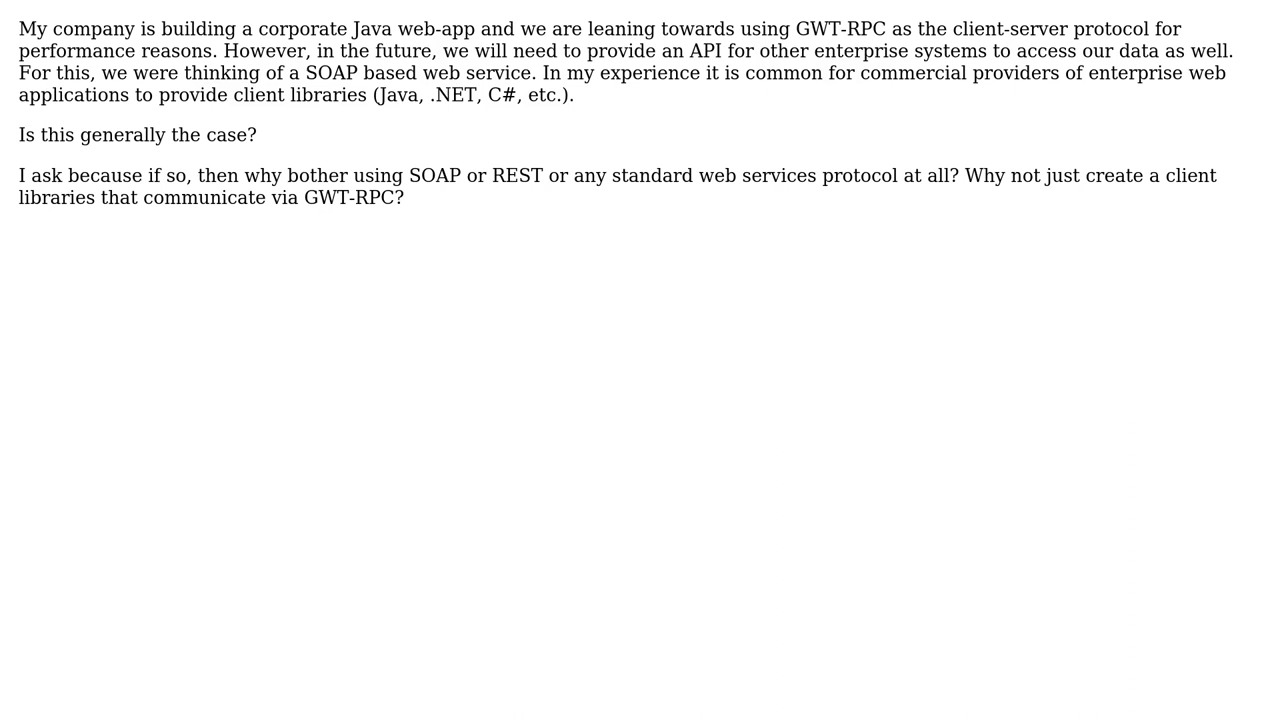 My company is building a corporate Java web-app and we are leaning towards using GWT-RPC as the client-server protocol for
performance reasons. However, in the future, we will need to provide an API for other enterprise systems to access our data as well.
For this, we were thinking of a SOAP based web service. In my experience it is common for commercial providers of enterprise web
applications to provide client libraries (Java, .NET, C#, etc.).
Is this generally the case?
I ask because if so, then why bother using SOAP or REST or any standard web services protocol at all? Why not just create a client
libraries that communicate via GWT-RPC?